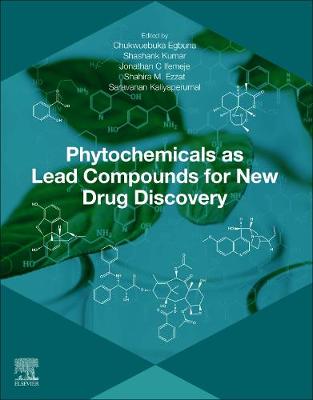 Edited by
Chukwuebuka Egbuna
Shashank Kumar
Jonathan C Ifemeje
Shahira M. Ezzat
Saravanan Kaliyaperumal
Phytochemicals as
Lead Compounds for New
Drug Discovery
ELSEVIER